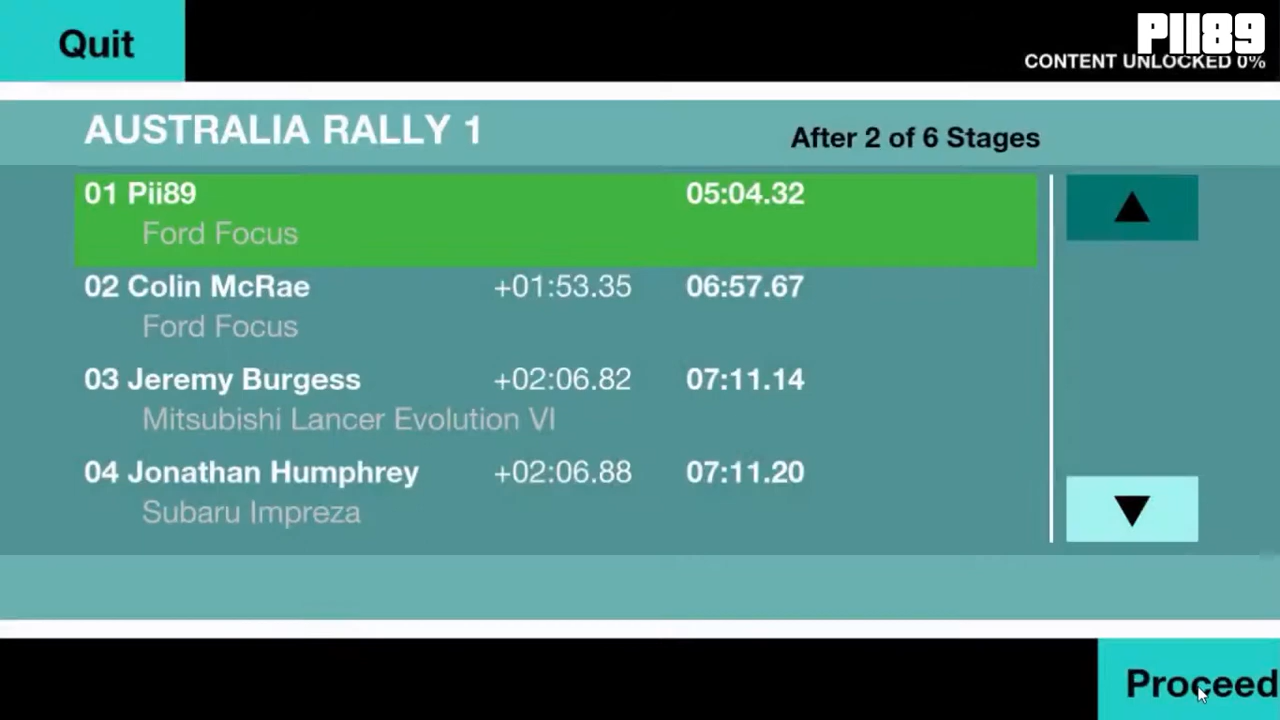 Quit
PII89
CONTENT UNLOCKED 0%
AUSTRALIA RALLY 1
After 2 of 6 Stages
01 Pii89 05:04.32
Ford Focus
02 Colin McRae +01:53.35 06:57.67
Ford Focus
03 Jeremy Burgess +02:06.82 07:11.14
Mitsubishi Lancer Evolution VI
04 Jonathan Humphrey +02:06.88 07:11.20
Subaru Impreza
Proceed